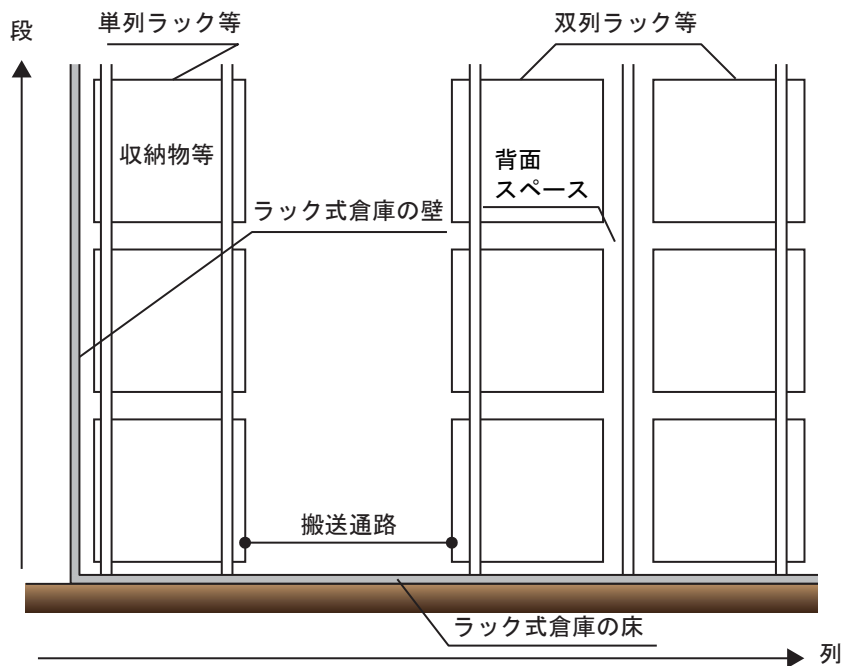 段
単列ラック等
双列ラック等
収納物等
背面
スペース
ラック式倉庫の壁
搬送通路
ラック式倉庫の床
列